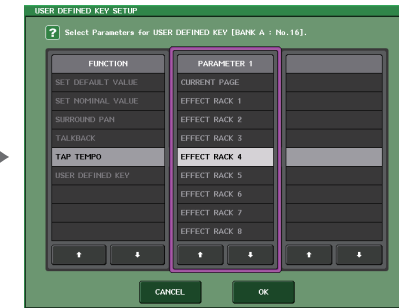 USER DEFINED KEY SETUP
? Select Parameters for USER DEFINED KEY [BANK A : No.16].
FUNCTION
SET DEFAULT VALUE
SET NOMINAL VALUE
SURROUND PAN
TALKBACK
TAP TEMPO
USER DEFINED KEY
PARAMETER 1
CURRENT PAGE
EFFECT RACK 1
EFFECT RACK 2
EFFECT RACK 3
EFFECT RACK 4
EFFECT RACK 5
EFFECT RACK 6
EFFECT RACK 7
EFFECT RACK 8
CANCEL
OK